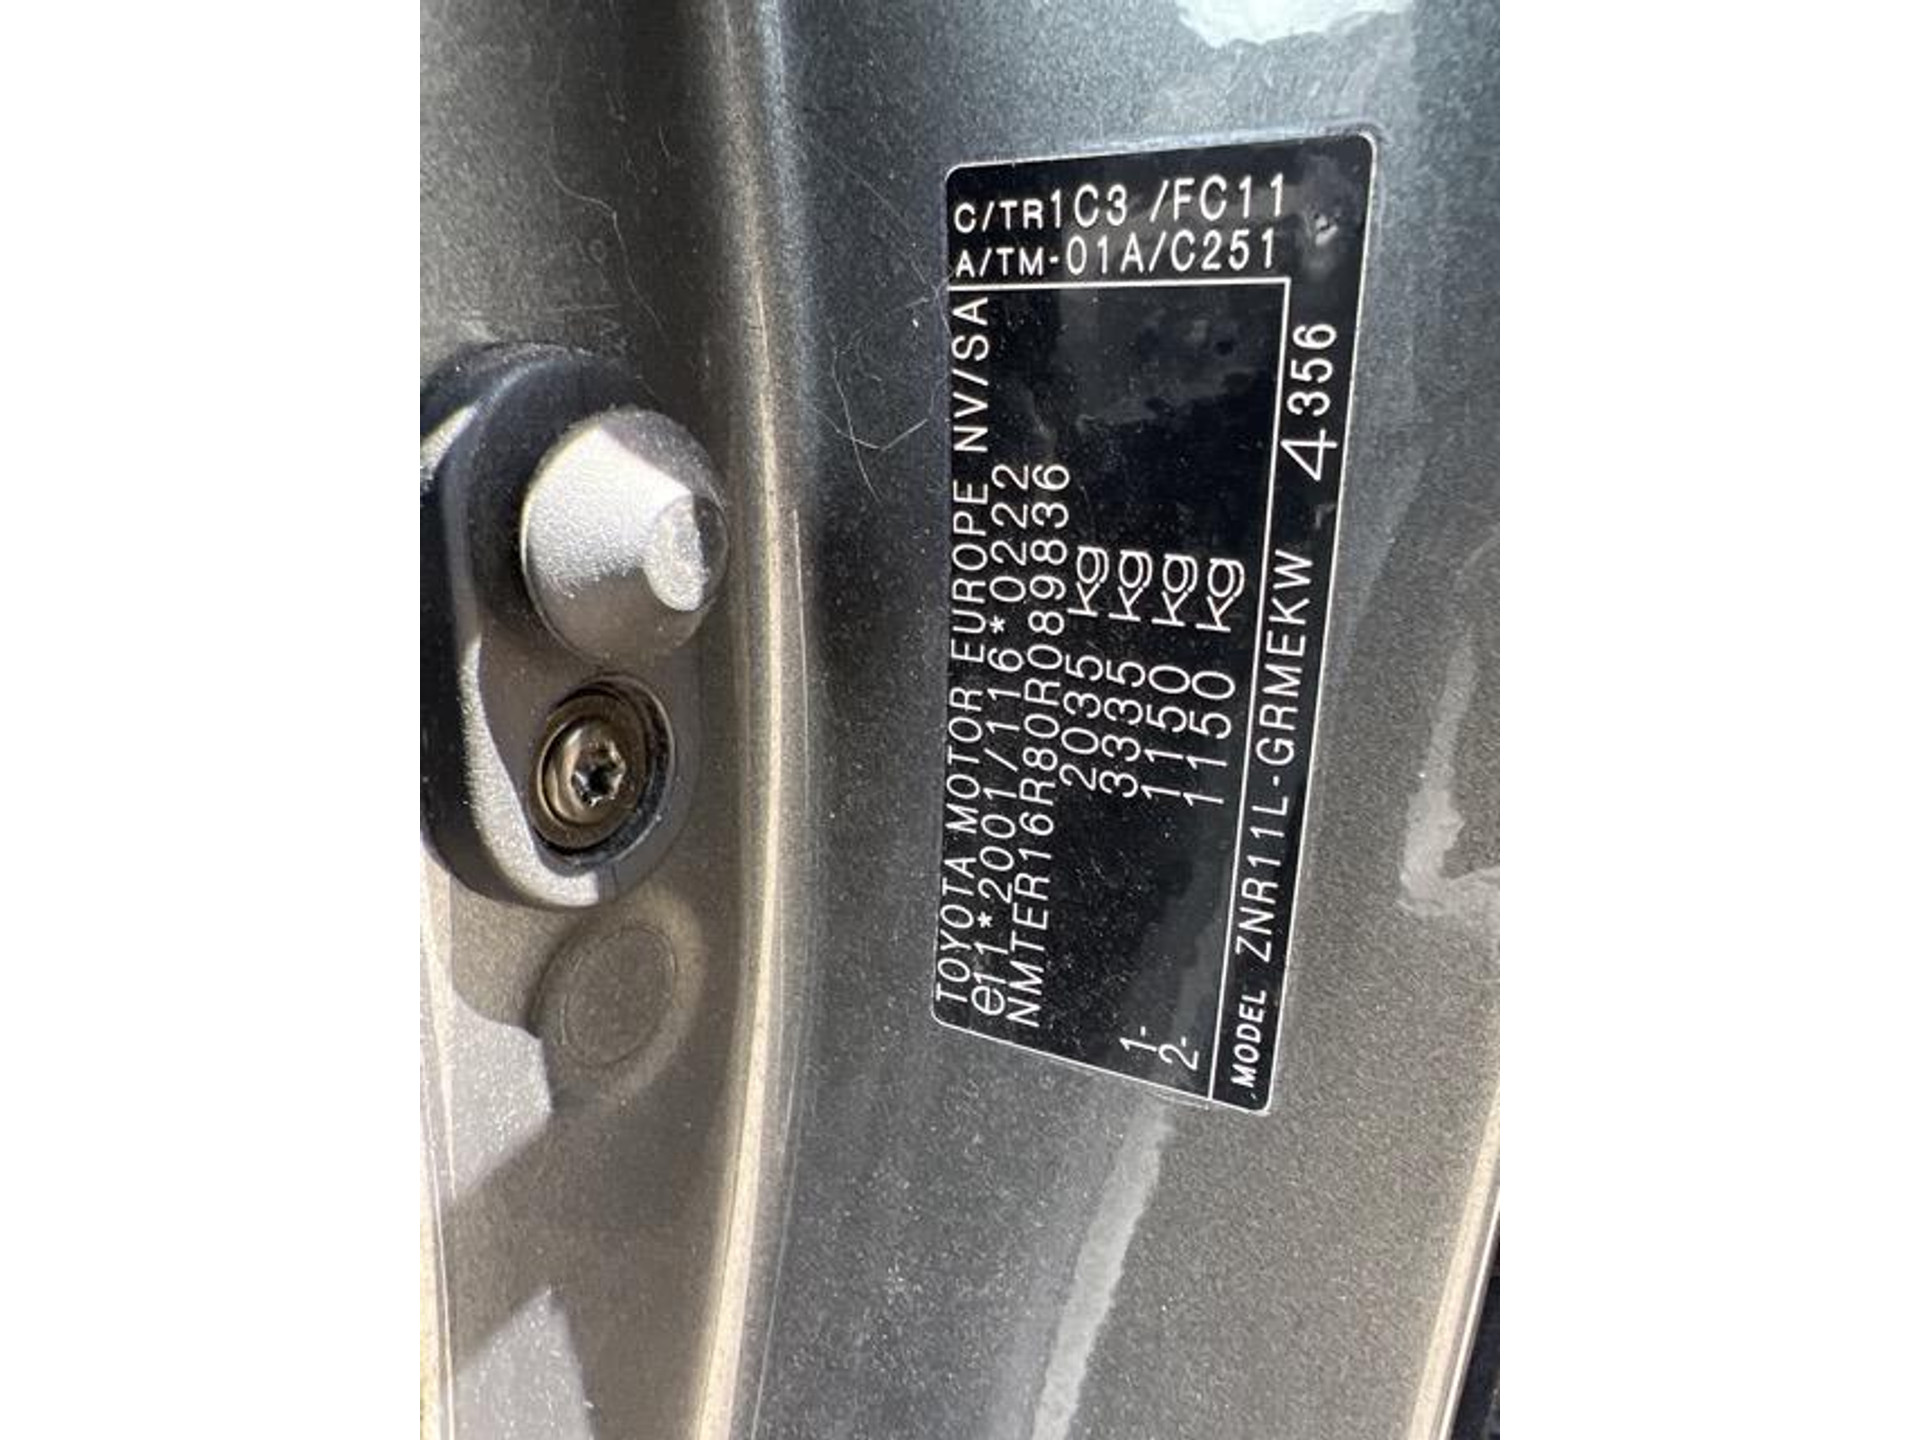 C/TR1C3 /FC11
A/TM-01A/C251
TOYOTA MOTOR EUROPE NV/SA
e11*2001/116*0222
NMTER16R80R089836
2035 kg
3335 kg
1- 1150 kg
2- 1150 kg
MODEL ZNR11L-GRMEKW 4356